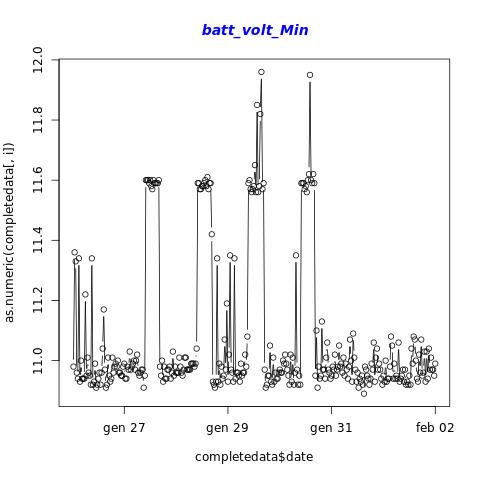 batt_volt_Min
as.numeric(completedata[, i])
12.0
11.8
11.6
11.4
11.2
11.0
gen 27
gen 29
gen 31
feb 02
completedata$date